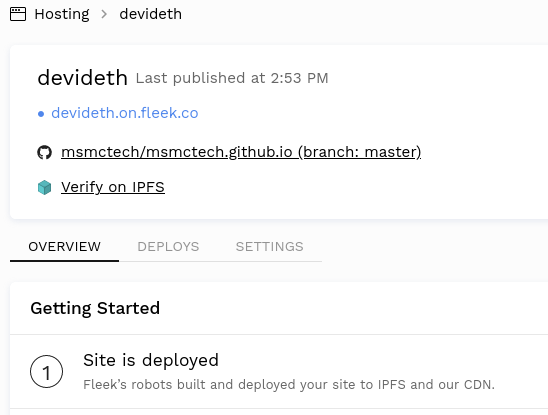 Hosting > devideth
devideth Last published at 2:53 PM
devideth.on.fleek.co
msmctech/msmctech.github.io (branch: master)
Verify on IPFS
OVERVIEW DEPLOYS SETTINGS
Getting Started
1 Site is deployed
Fleek’s robots built and deployed your site to IPFS and our CDN.